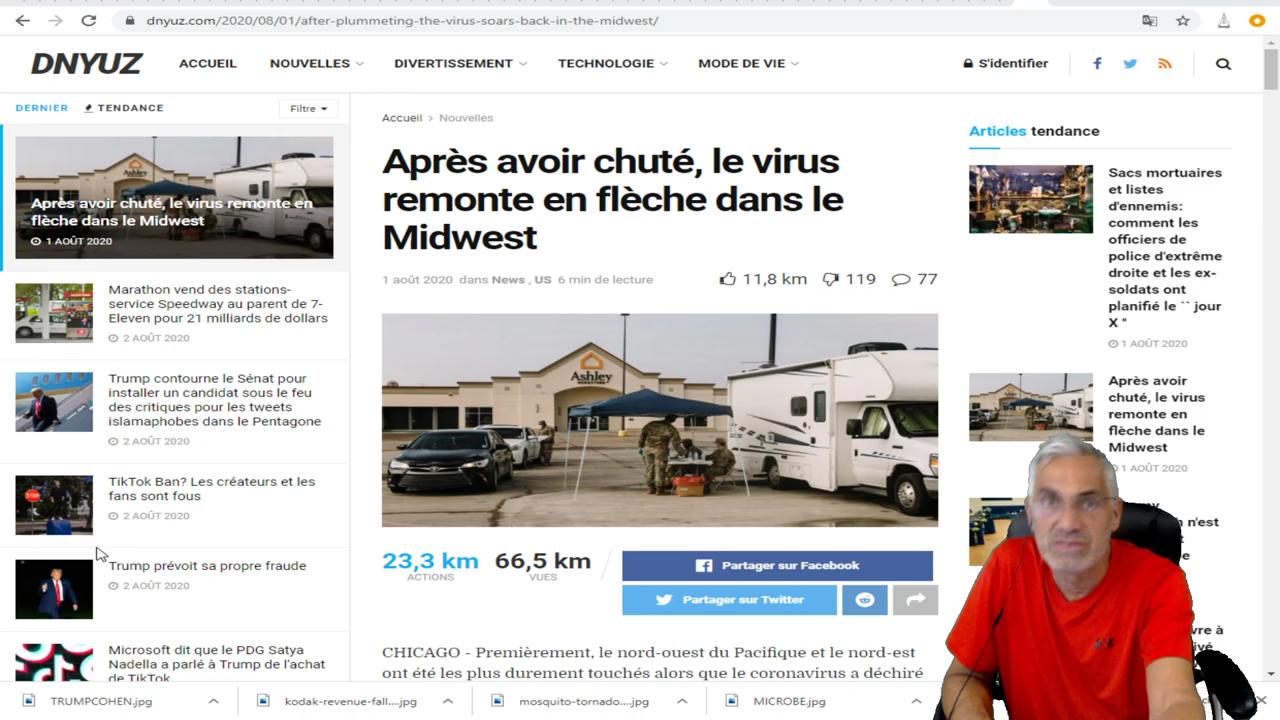 dnyuz.com/2020/08/01/after-plummeting-the-virus-soars-back-in-the-midwest/
DNYUZ
ACCUEIL
NOUVELLES
DIVERTISSEMENT
TECHNOLOGIE
MODE DE VIE
S'identifier
DERNIER
TENDANCE
Filtre
Ashley
Après avoir chuté, le virus remonte en
flèche dans le Midwest
1 AOÛT 2020
Marathon vend des stations-
service Speedway au parent de 7-
Eleven pour 21 milliards de dollars
2 AOÛT 2020
Trump contourne le Sénat pour
installer un candidat sous le feu
des critiques pour les tweets
islamaphobes dans le Pentagone
2 AOÛT 2020
STOP
TikTok Ban? Les créateurs et les
fans sont fous
2 AOÛT 2020
Trump prévoit sa propre fraude
2 AOÛT 2020
Microsoft dit que le PDG Satya
Nadella a parlé à Trump de l'achat
de TikTok
Accueil > Nouvelles
Après avoir chuté, le virus
remonte en flèche dans le
Midwest
1 août 2020 dans News , US 6 min de lecture
11,8 km
119
77
Ashley
23,3 km
ACTIONS
66,5 km
VUES
Partager sur Facebook
Partager sur Twitter
CHICAGO - Premièrement, le nord-ouest du Pacifique et le nord-est
ont été les plus durement touchés alors que le coronavirus a déchiré
Articles tendance
Sacs mortuaires
et listes
d'ennemis:
comment les
officiers de
police d'extrême
droite et les ex-
soldats ont
planifié le `` jour
X "
1 AOÛT 2020
Après avoir
chuté, le virus
remonte en
flèche dans le
Midwest
1 AOÛT 2020
n'est
TRUMPCOHEN.jpg
kodak-revenue-fall....jpg
mosquito-tornado....jpg
MICROBE.jpg